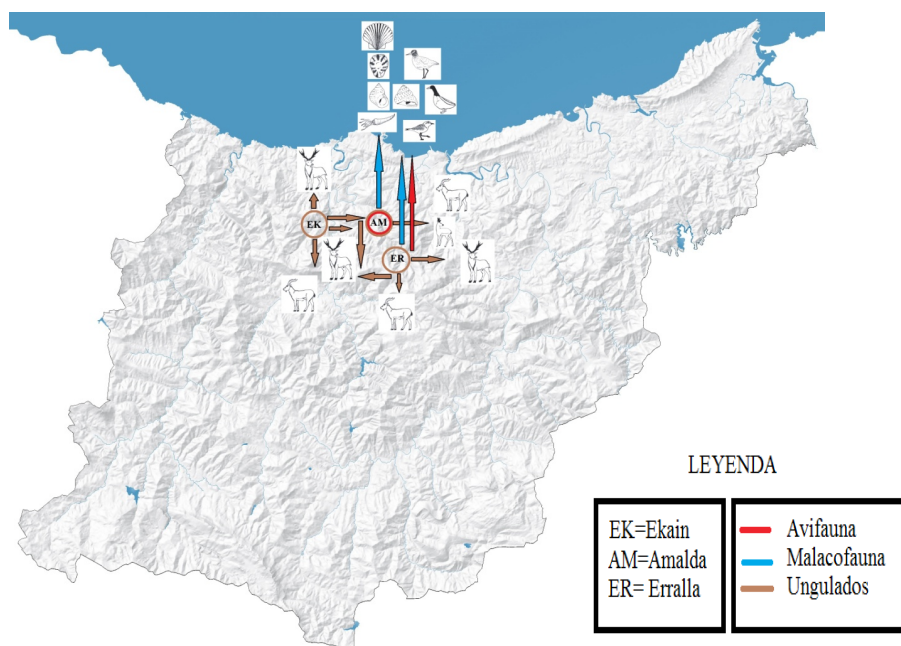 EK
AM
ER
LEYENDA
EK=Ekain
AM=Amalda
ER= Erralla
Avifauna
Malacofauna
Ungulados